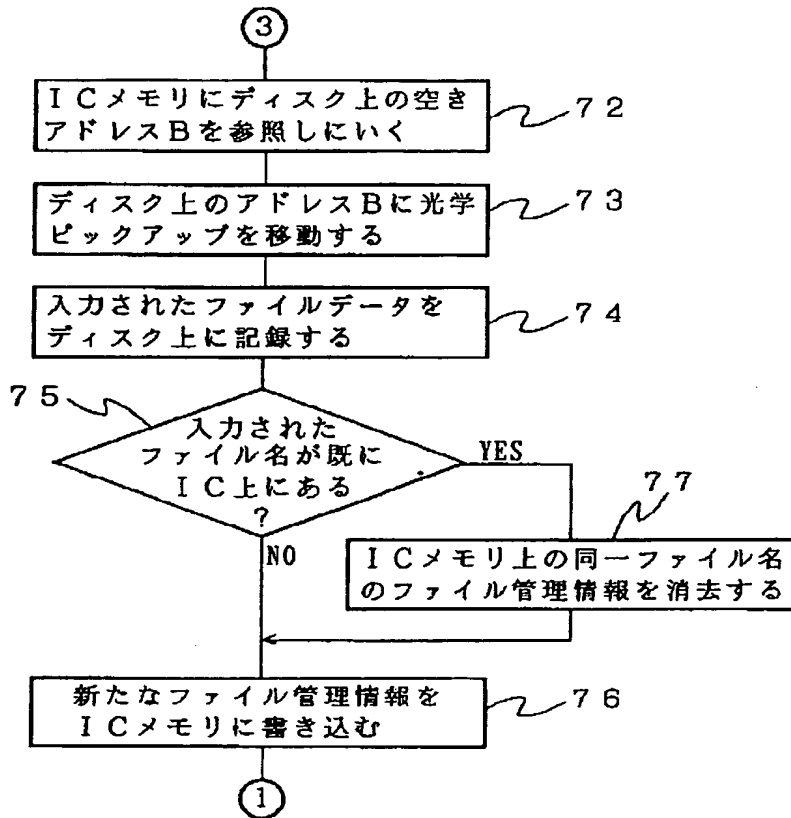 3
ICメモリにディスク上の空き
アドレスBを参照しにいく
72
ディスク上のアドレスBに光学
ピックアップを移動する
73
入力されたファイルデータを
ディスク上に記録する
74
75
入力された
ファイル名が既に
IC上にある
?
YES
NO
77
ICメモリ上の同一ファイル名
のファイル管理情報を消去する
新たなファイル管理情報を
ICメモリに書き込む
76
1